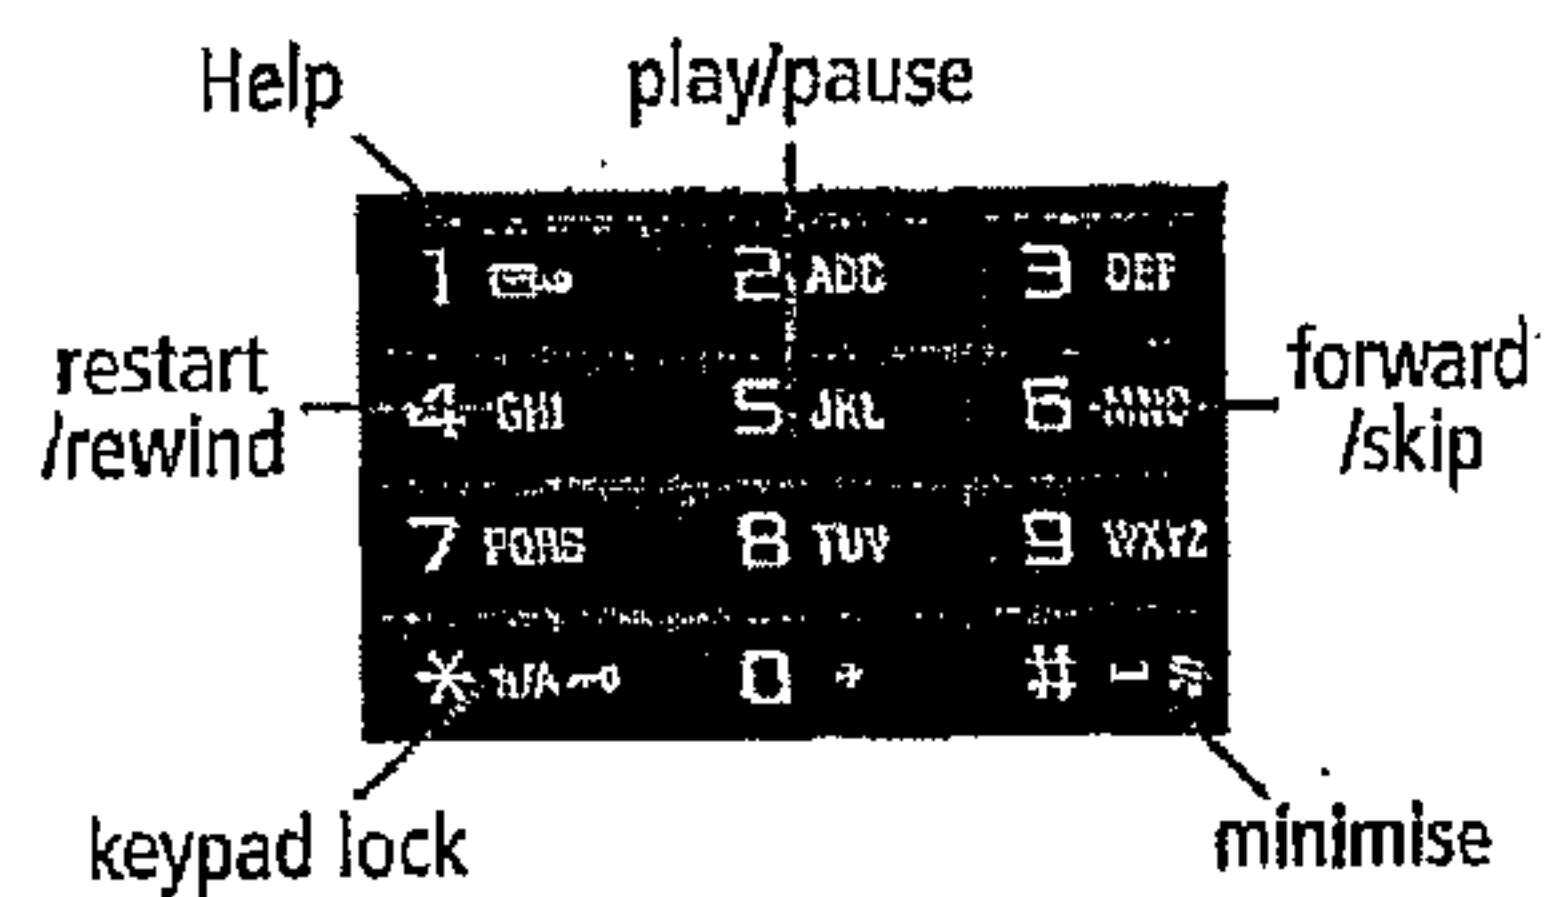 Help
play/pause
1 2 ABC 3 DEF
restart
/rewind
4 GHI 5 JKL 6 MNO
forward
/skip
7 PQRS 8 TUV 9 WXYZ
* 0 + #
keypad lock
minimise